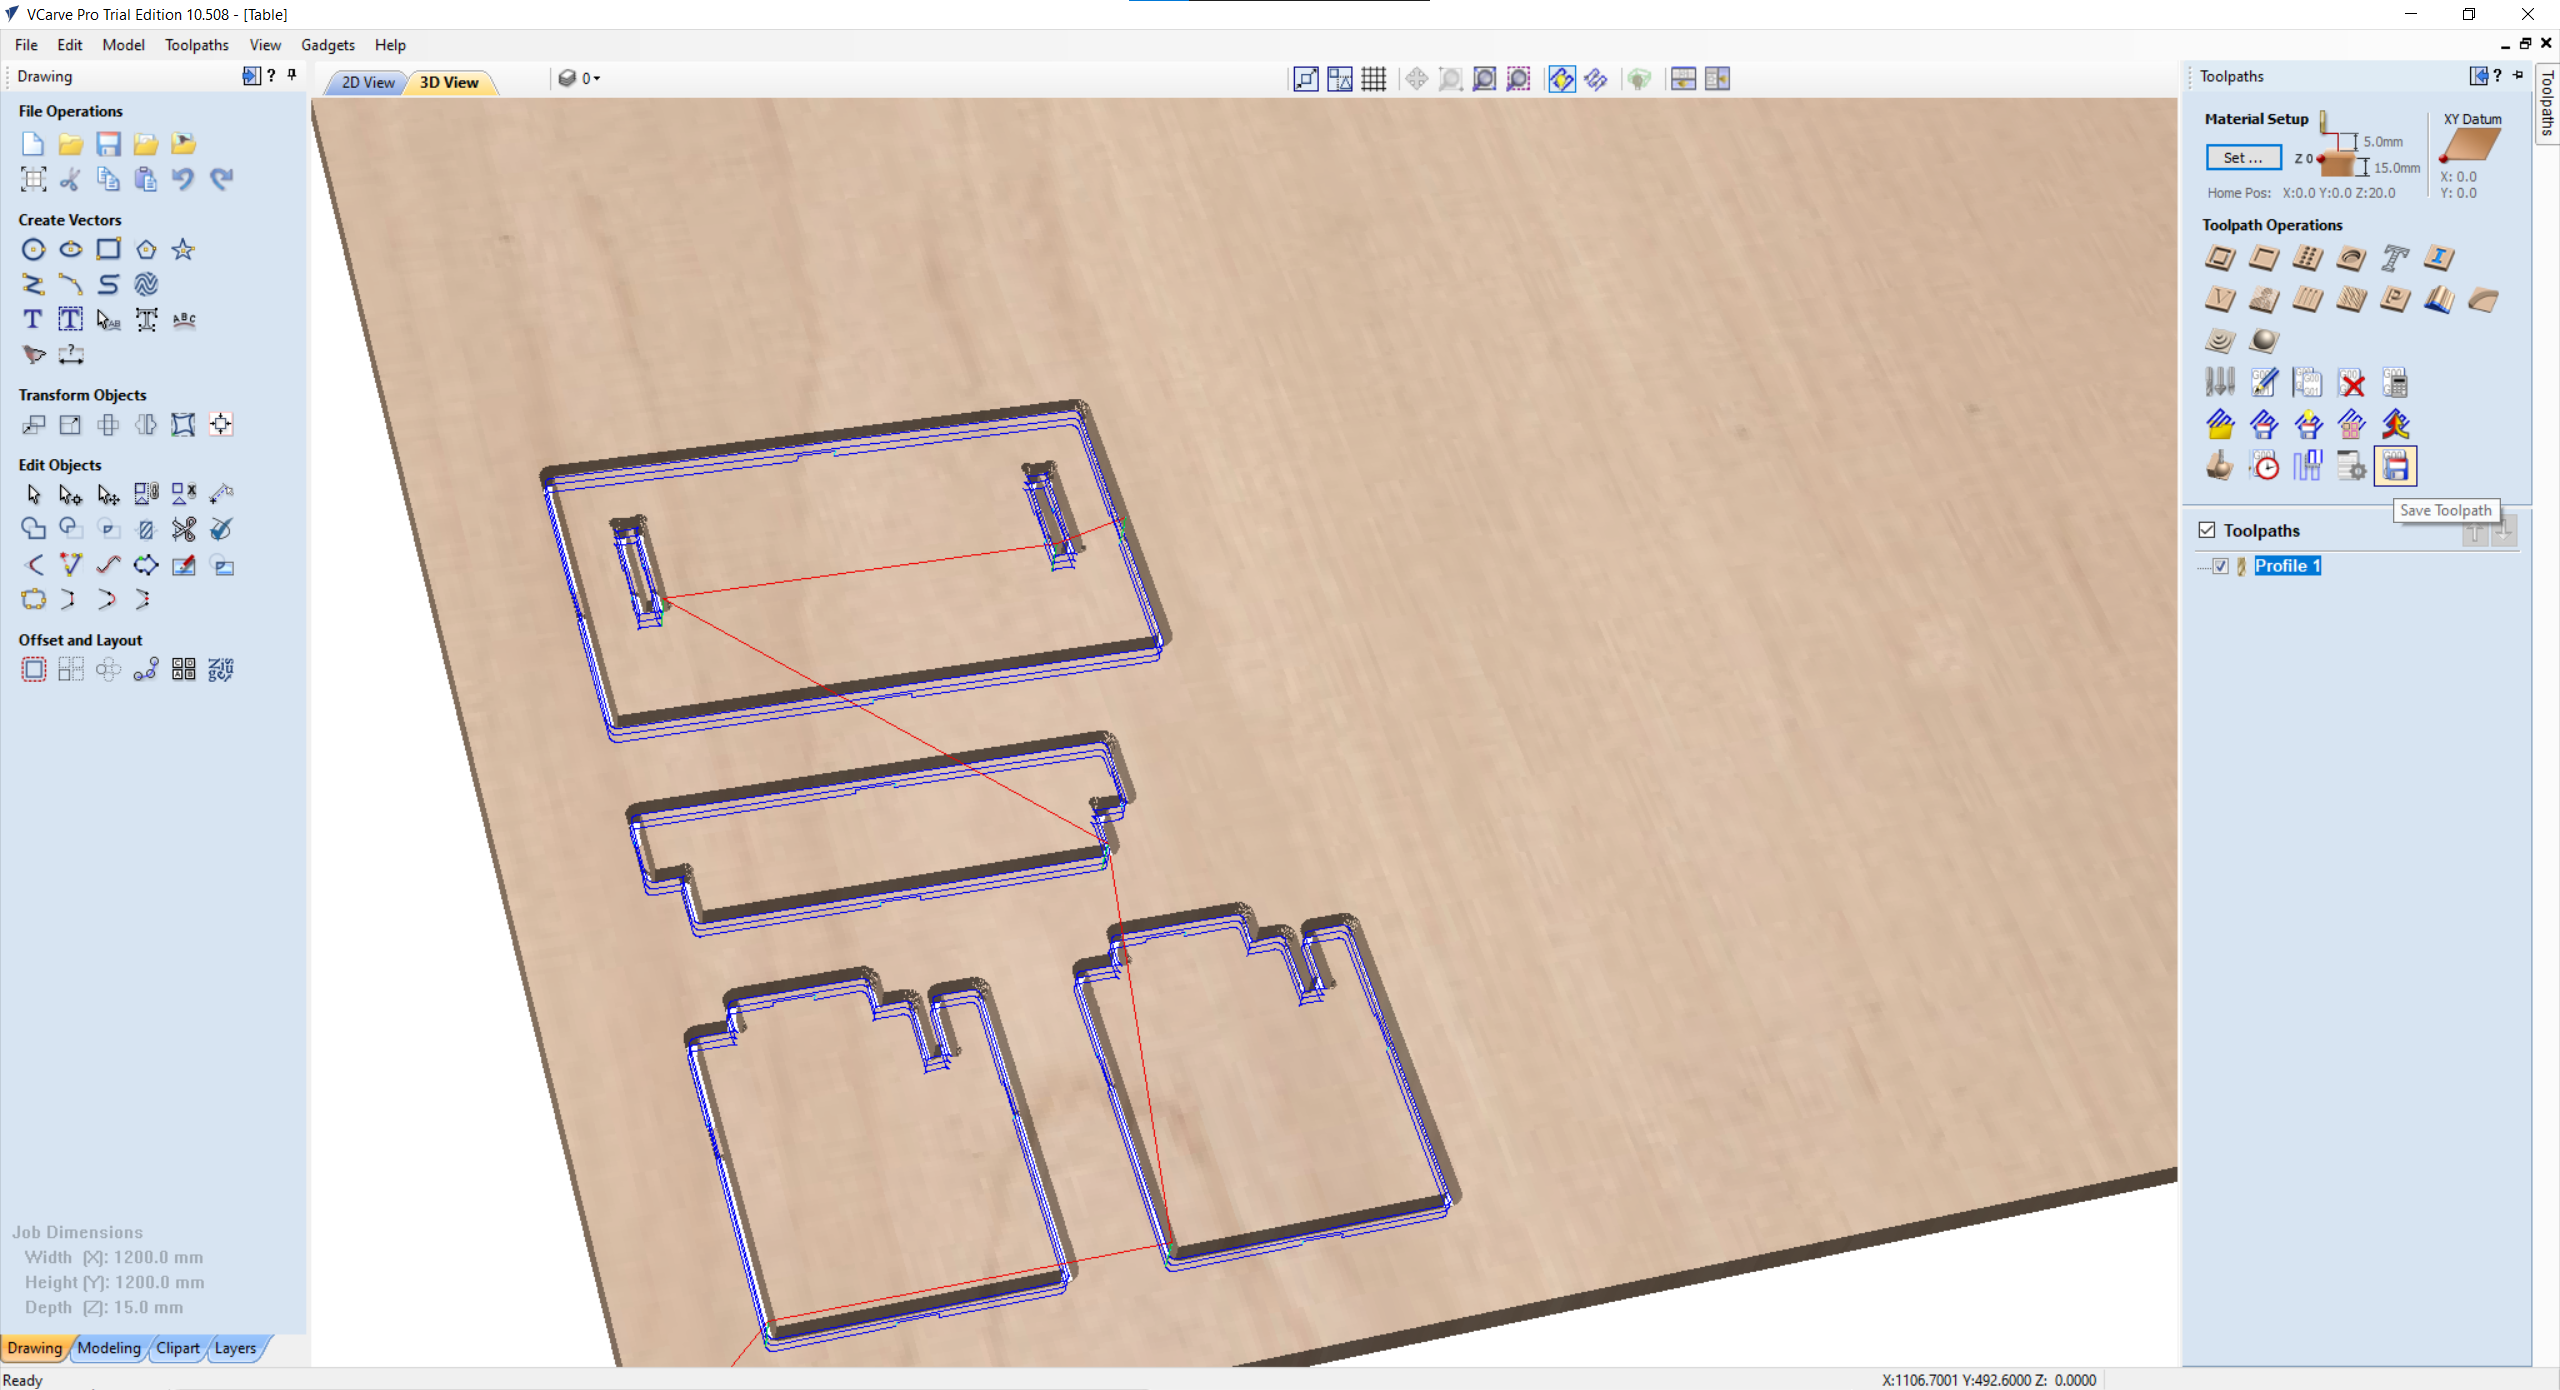 VCarve Pro Trial Edition 10.508 - [Table]
File Edit Model Toolpaths View Gadgets Help
Drawing
2D View 3D View 0
Toolpaths
Toolpaths
File Operations
Create Vectors
Transform Objects
Edit Objects
Offset and Layout
Job Dimensions
Width (X): 1200.0 mm
Height (Y): 1200.0 mm
Depth (Z): 15.0 mm
Drawing Modeling Clipart Layers
Material Setup
Set ...
Z 0
5.0mm
15.0mm
XY Datum
X: 0.0
Y: 0.0
Home Pos: X:0.0 Y:0.0 Z:20.0
Toolpath Operations
Save Toolpath
Toolpaths
Profile 1
Ready
X:1106.7001 Y:492.6000 Z: 0.0000